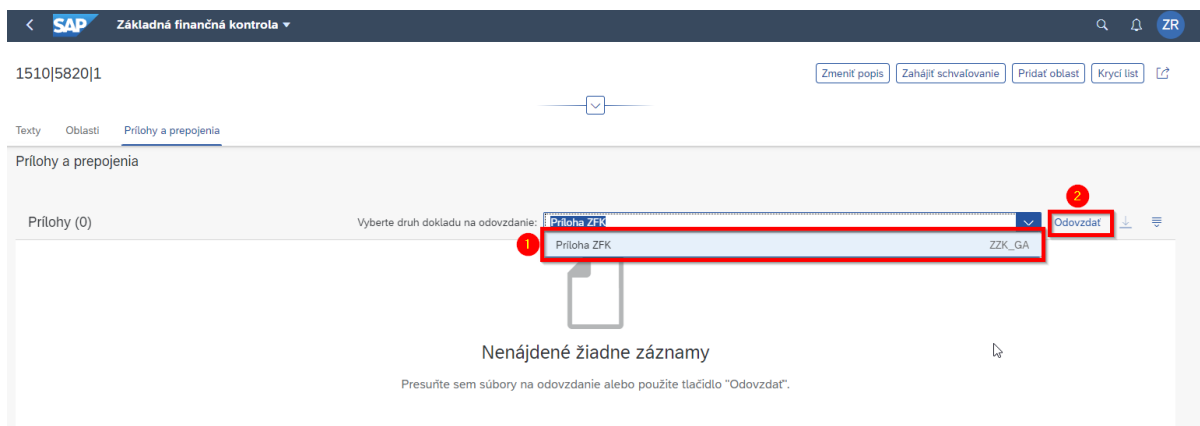 SAP Základná finančná kontrola ZR
1510|5820|1 Zmeniť popis Zahájiť schvaľovanie Pridať oblasť Krycí list
Texty Oblasti Prílohy a prepojenia
Prílohy a prepojenia
2
Prílohy (0) Vyberte druh dokladu na odovzdanie: Príloha ZFK Odovzdať
1 Príloha ZFK ZZK_GA
Nenájdené žiadne záznamy
Presuňte sem súbory na odovzdanie alebo použite tlačidlo "Odovzdať".